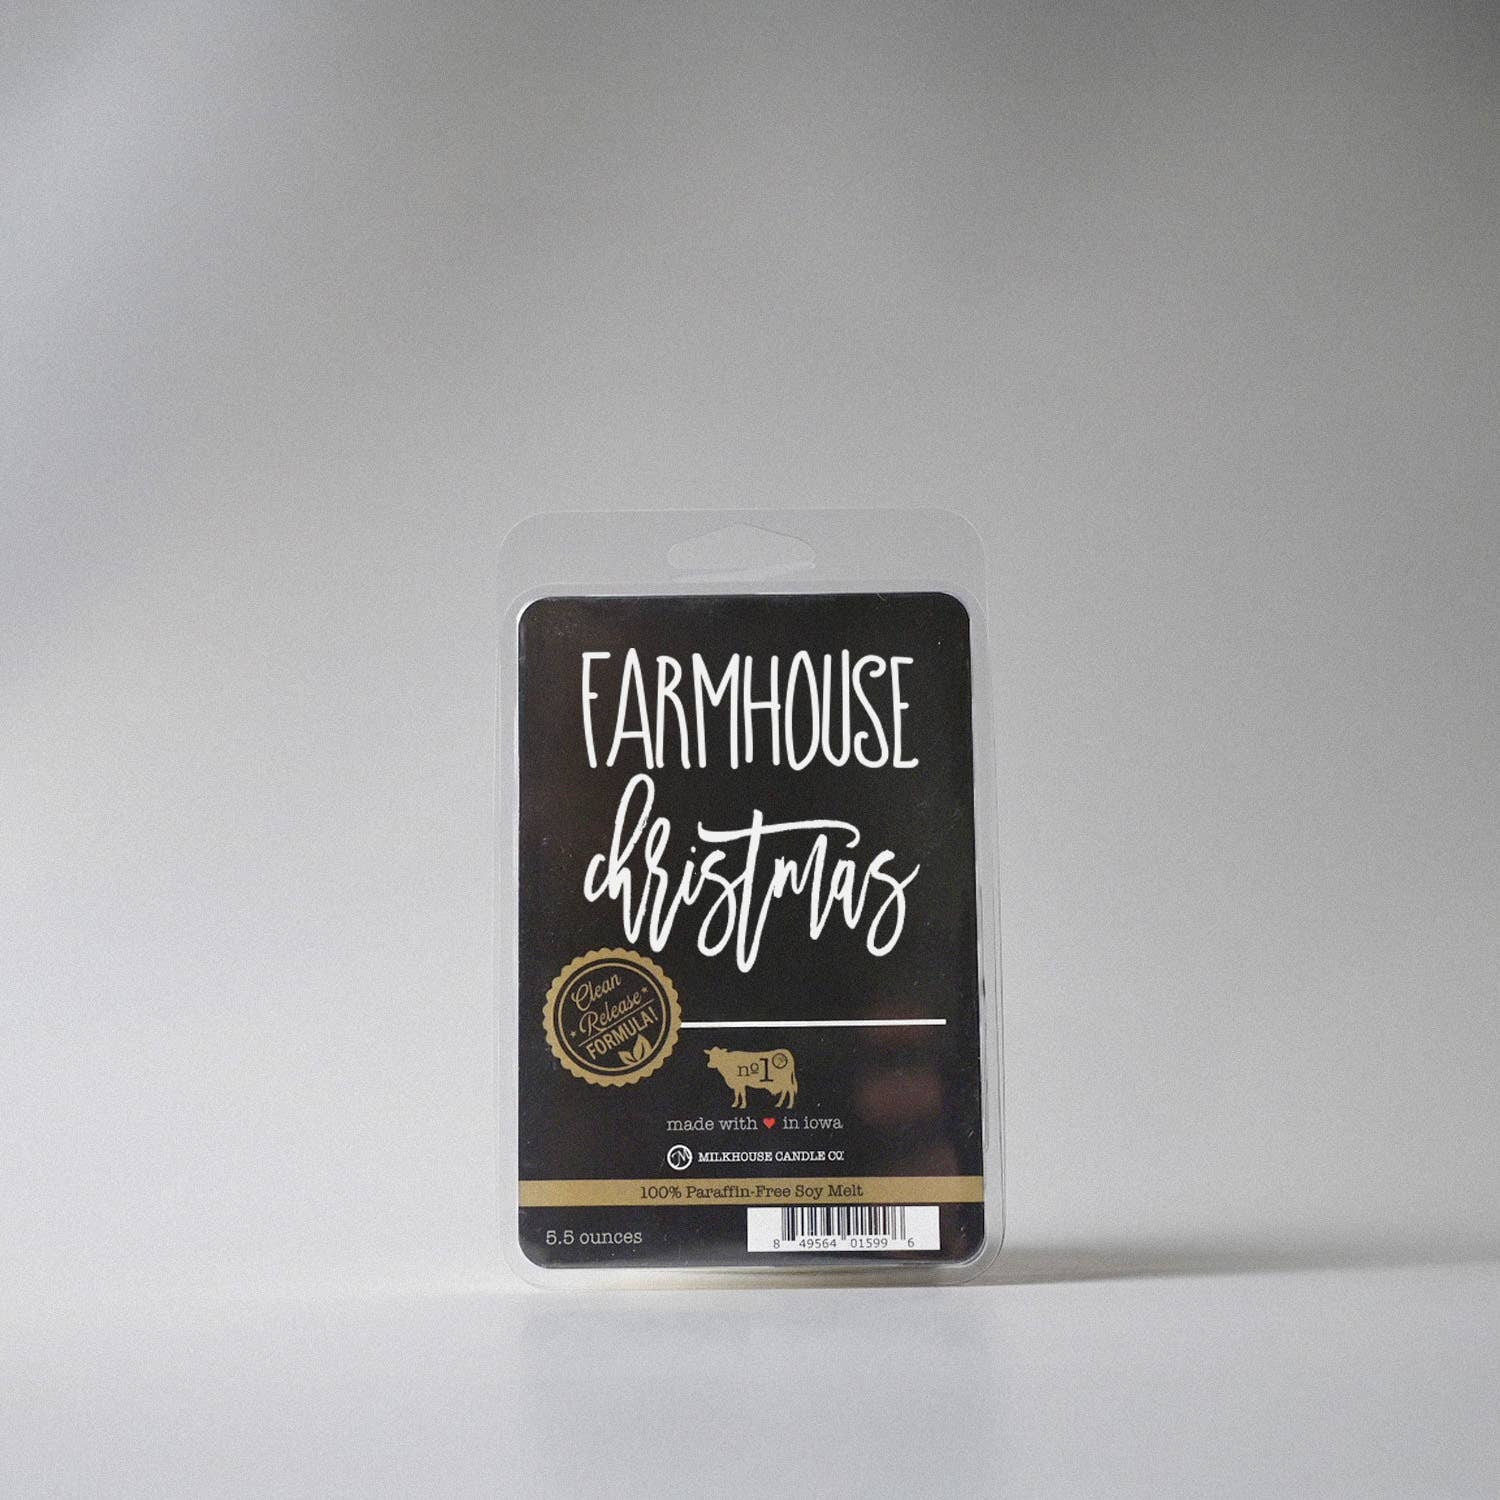 FARMHOUSE
christmas
Clean
Release
FORMULA!
nº1
made with ♥ in iowa
MILKHOUSE CANDLE CO.
100% Paraffin-Free Soy Melt
5.5 ounces
8 49564 01599 6